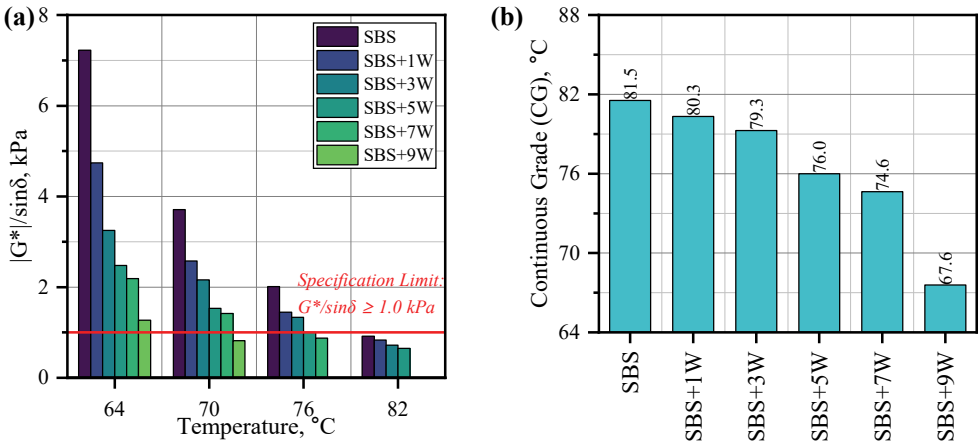 (a)
|G*|/sinδ, kPa
8
6
4
2
0
SBS
SBS+1W
SBS+3W
SBS+5W
SBS+7W
SBS+9W
Specification Limit:
G*/sinδ ≥ 1.0 kPa
64
70
76
82
Temperature, °C
(b)
Continuous Grade (CG), °C
88
82
76
70
64
81.5
80.3
79.3
76.0
74.6
67.6
SBS
SBS+1W
SBS+3W
SBS+5W
SBS+7W
SBS+9W